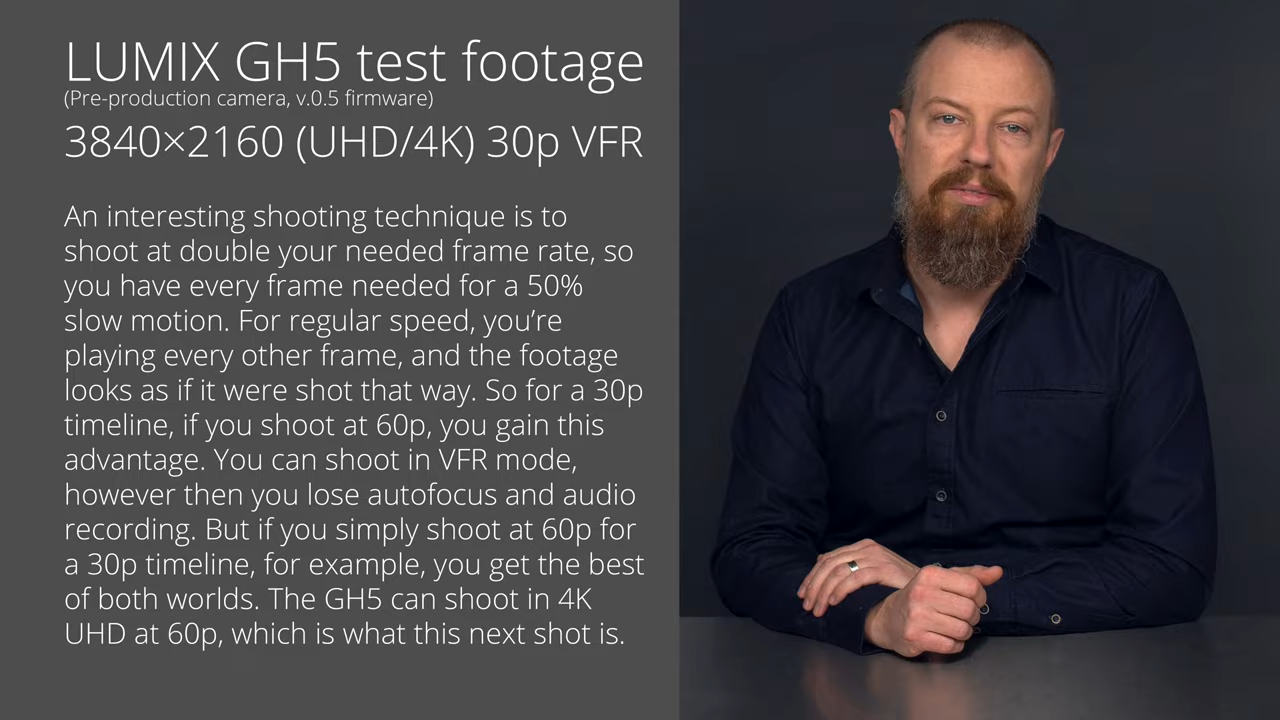 LUMIX GH5 test footage
(Pre-production camera, v.0.5 firmware)
3840×2160 (UHD/4K) 30p VFR
An interesting shooting technique is to
shoot at double your needed frame rate, so
you have every frame needed for a 50%
slow motion. For regular speed, you’re
playing every other frame, and the footage
looks as if it were shot that way. So for a 30p
timeline, if you shoot at 60p, you gain this
advantage. You can shoot in VFR mode,
however then you lose autofocus and audio
recording. But if you simply shoot at 60p for
a 30p timeline, for example, you get the best
of both worlds. The GH5 can shoot in 4K
UHD at 60p, which is what this next shot is.